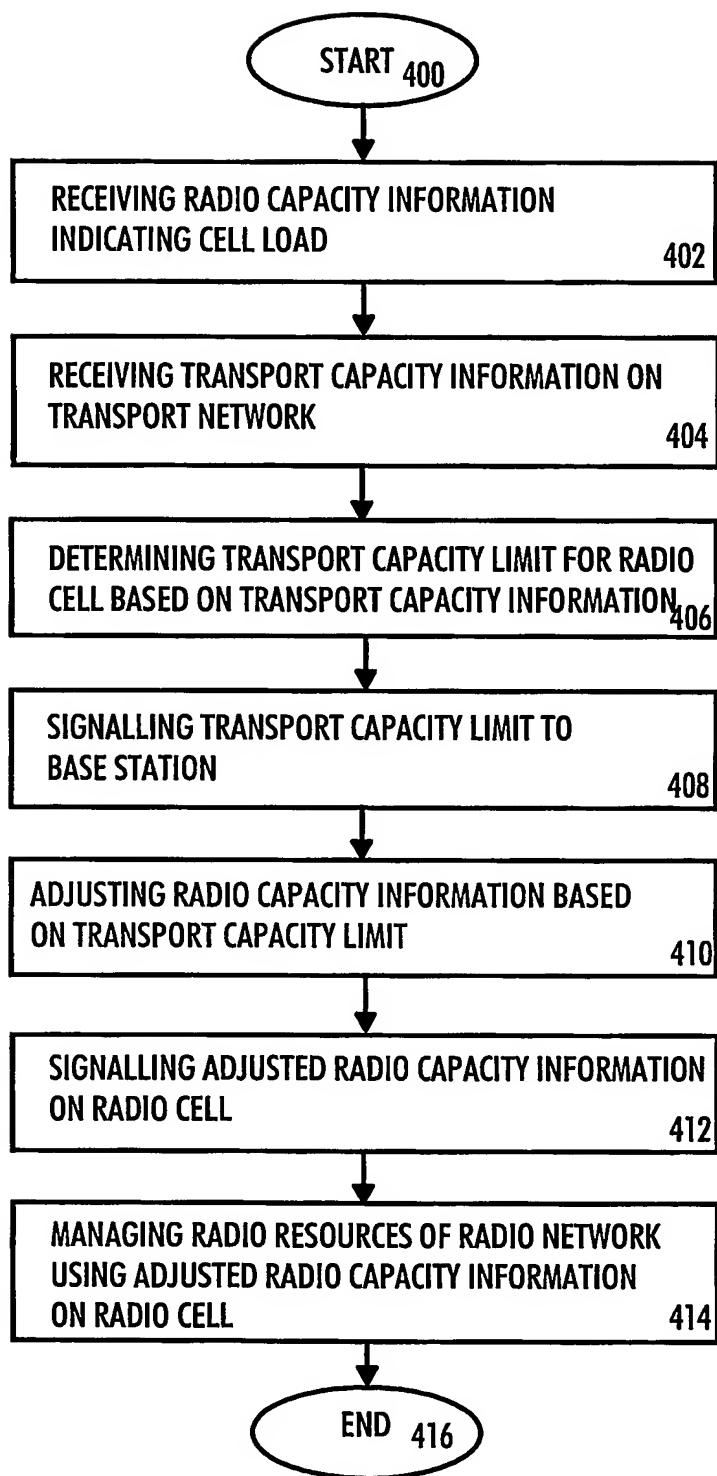 START 400
RECEIVING RADIO CAPACITY INFORMATION
INDICATING CELL LOAD
402
RECEIVING TRANSPORT CAPACITY INFORMATION ON
TRANSPORT NETWORK
404
DETERMINING TRANSPORT CAPACITY LIMIT FOR RADIO
CELL BASED ON TRANSPORT CAPACITY INFORMATION
406
SIGNALLING TRANSPORT CAPACITY LIMIT TO
BASE STATION
408
ADJUSTING RADIO CAPACITY INFORMATION BASED
ON TRANSPORT CAPACITY LIMIT
410
SIGNALLING ADJUSTED RADIO CAPACITY INFORMATION
ON RADIO CELL
412
MANAGING RADIO RESOURCES OF RADIO NETWORK
USING ADJUSTED RADIO CAPACITY INFORMATION
ON RADIO CELL
414
END 416